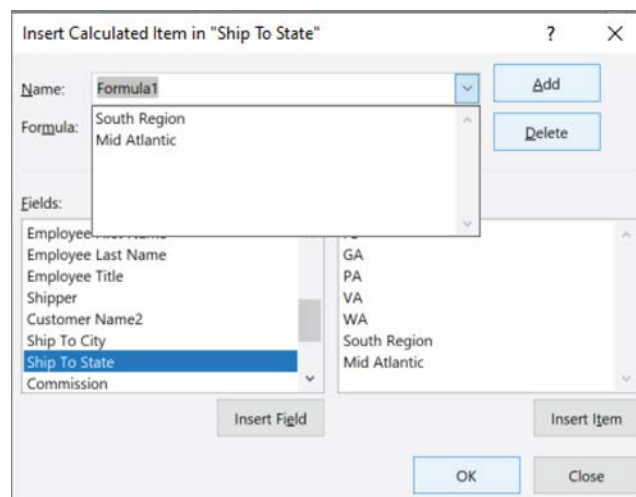 Insert Calculated Item in "Ship To State" ? ×
Name: Formula1 Add
Formula: South Region Delete
Mid Atlantic
Fields:
Employee
Employee Last Name GA
Employee Title PA
Shipper VA
Customer Name2 WA
Ship To City South Region
Ship To State Mid Atlantic
Commission
Insert Field Insert Item
OK Close